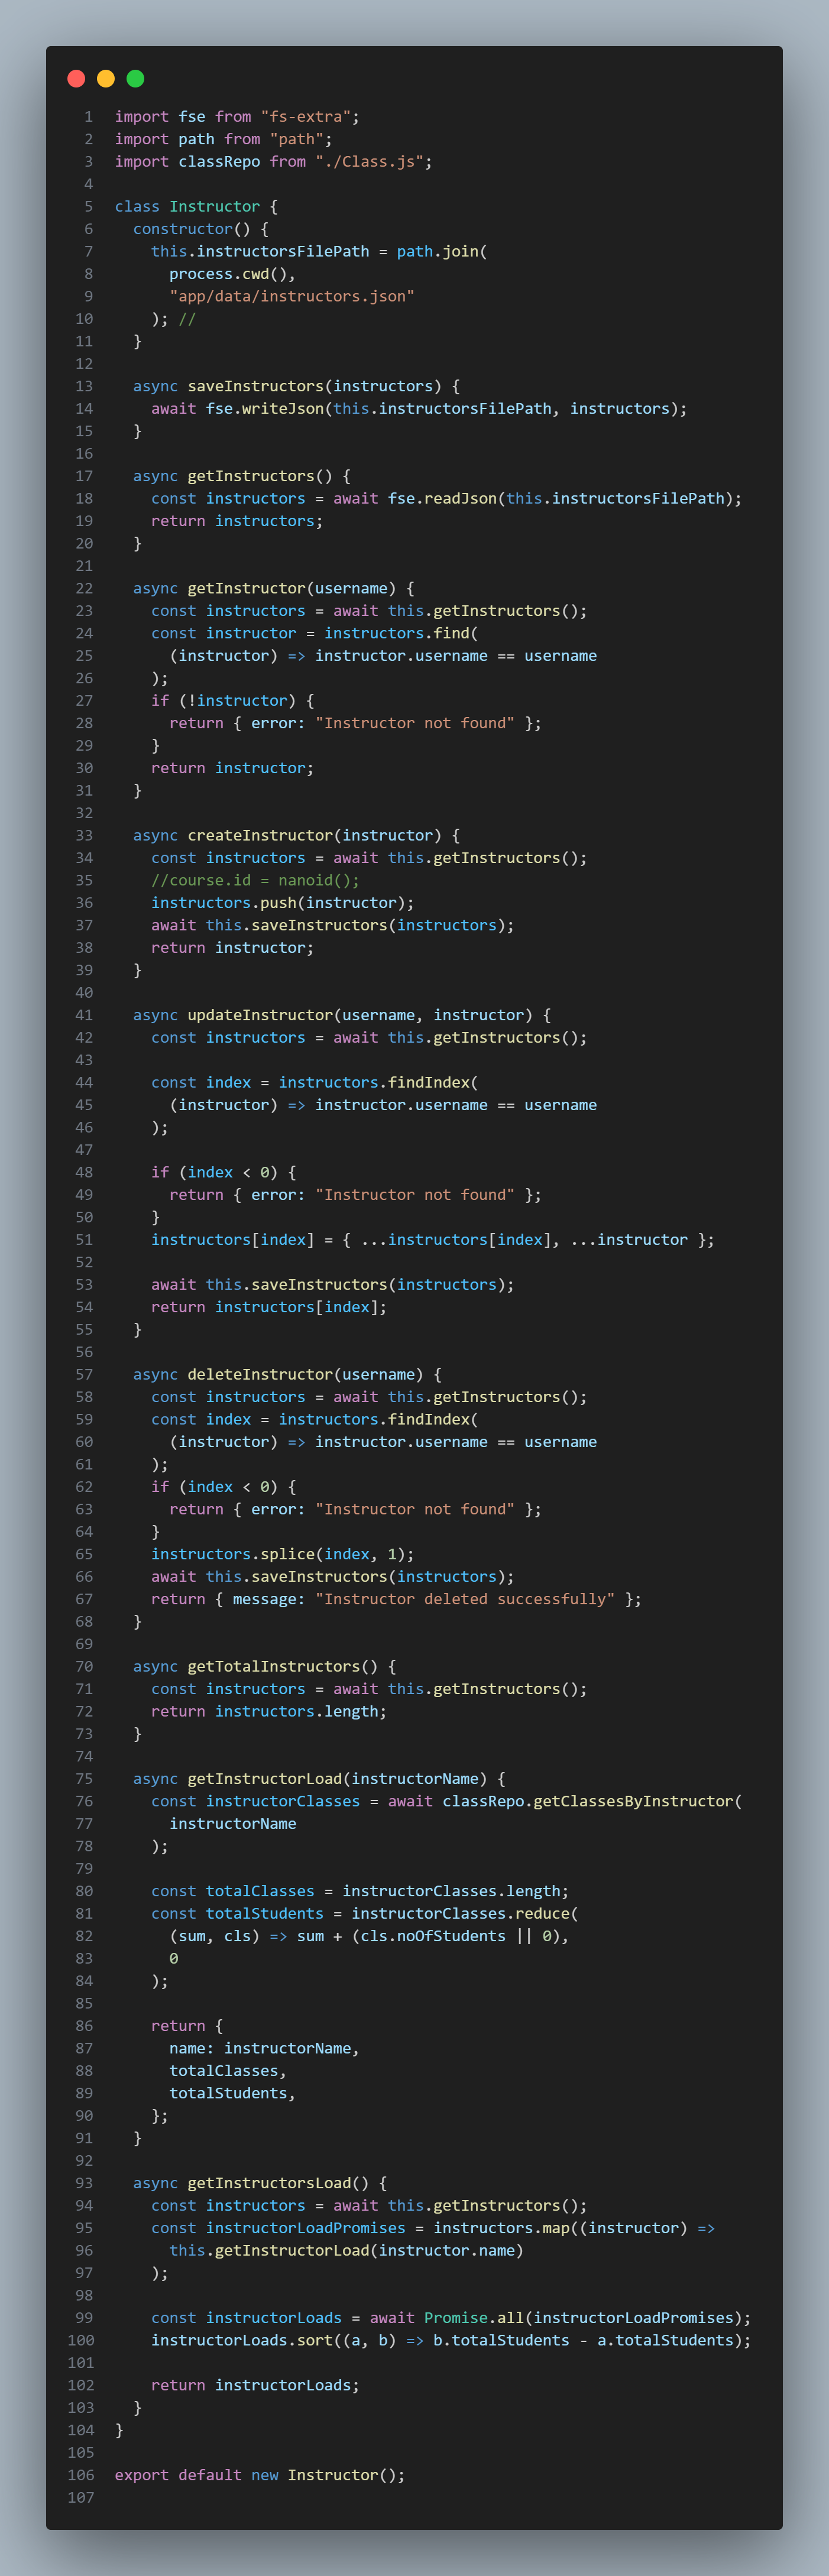 1 import fse from "fs-extra";
2 import path from "path";
3 import classRepo from "./Class.js";
4
5 class Instructor {
6   constructor() {
7     this.instructorsFilePath = path.join(
8       process.cwd(),
9       "app/data/instructors.json"
10     ); //
11   }
12
13   async saveInstructors(instructors) {
14     await fse.writeJson(this.instructorsFilePath, instructors);
15   }
16
17   async getInstructors() {
18     const instructors = await fse.readJson(this.instructorsFilePath);
19     return instructors;
20   }
21
22   async getInstructor(username) {
23     const instructors = await this.getInstructors();
24     const instructor = instructors.find(
25       (instructor) => instructor.username == username
26     );
27     if (!instructor) {
28       return { error: "Instructor not found" };
29     }
30     return instructor;
31   }
32
33   async createInstructor(instructor) {
34     const instructors = await this.getInstructors();
35     //course.id = nanoid();
36     instructors.push(instructor);
37     await this.saveInstructors(instructors);
38     return instructor;
39   }
40
41   async updateInstructor(username, instructor) {
42     const instructors = await this.getInstructors();
43
44     const index = instructors.findIndex(
45       (instructor) => instructor.username == username
46     );
47
48     if (index < 0) {
49       return { error: "Instructor not found" };
50     }
51     instructors[index] = { ...instructors[index], ...instructor };
52
53     await this.saveInstructors(instructors);
54     return instructors[index];
55   }
56
57   async deleteInstructor(username) {
58     const instructors = await this.getInstructors();
59     const index = instructors.findIndex(
60       (instructor) => instructor.username == username
61     );
62     if (index < 0) {
63       return { error: "Instructor not found" };
64     }
65     instructors.splice(index, 1);
66     await this.saveInstructors(instructors);
67     return { message: "Instructor deleted successfully" };
68   }
69
70   async getTotalInstructors() {
71     const instructors = await this.getInstructors();
72     return instructors.length;
73   }
74
75   async getInstructorLoad(instructorName) {
76     const instructorClasses = await classRepo.getClassesByInstructor(
77       instructorName
78     );
79
80     const totalClasses = instructorClasses.length;
81     const totalStudents = instructorClasses.reduce(
82       (sum, cls) => sum + (cls.noOfStudents || 0),
83       0
84     );
85
86     return {
87       name: instructorName,
88       totalClasses,
89       totalStudents,
90     };
91   }
92
93   async getInstructorsLoad() {
94     const instructors = await this.getInstructors();
95     const instructorLoadPromises = instructors.map((instructor) =>
96       this.getInstructorLoad(instructor.name)
97     );
98
99     const instructorLoads = await Promise.all(instructorLoadPromises);
100     instructorLoads.sort((a, b) => b.totalStudents - a.totalStudents);
101
102     return instructorLoads;
103   }
104 }
105
106 export default new Instructor();
107